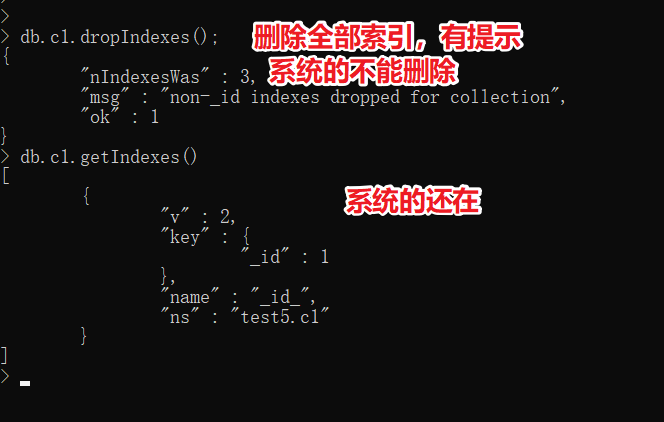 >
> db.c1.dropIndexes(); 删除全部索引，有提示
{ 系统的不能删除
"nIndexesWas" : 3,
"msg" : "non-_id indexes dropped for collection",
"ok" : 1
}
> db.c1.getIndexes()
[
{ 系统的还在
"v" : 2,
"key" : {
"_id" : 1
},
"name" : "_id_",
"ns" : "test5.c1"
}
]
>